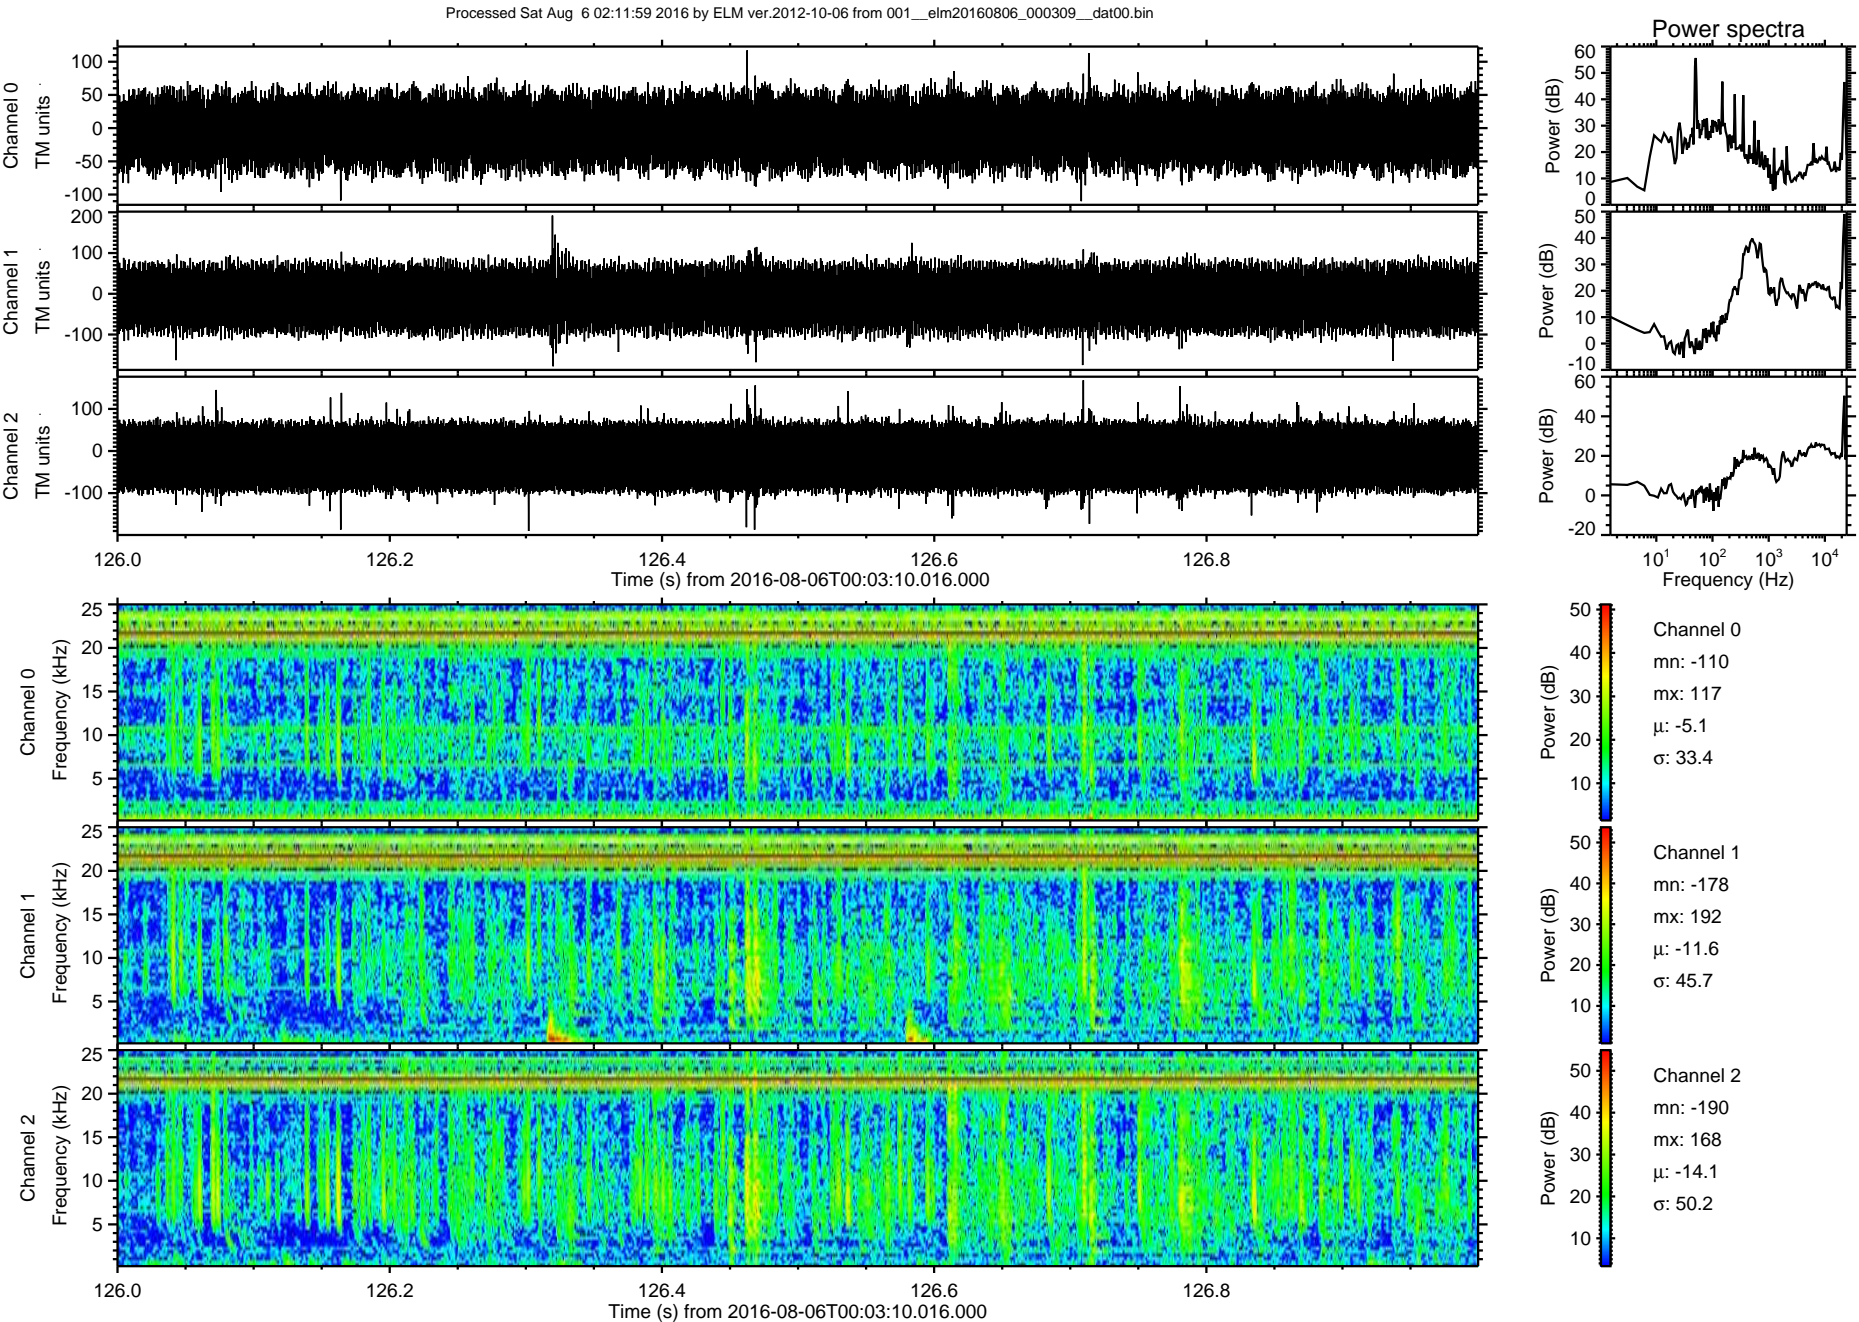 Processed Sat Aug 6 02:11:59 2016 by ELM ver.2012-10-06 from 001__elm20160806_000309__dat00.bin
Power spectra
Channel 0
TM units
100
50
0
-50
-100
Power (dB)
60
50
40
30
20
10
0
Channel 1
TM units
200
100
0
-100
Power (dB)
50
40
30
20
10
0
-10
Channel 2
TM units
100
0
-100
Power (dB)
60
40
20
0
-20
126.0 126.2 126.4 126.6 126.8
Time (s) from 2016-08-06T00:03:10.016.000
10^1 10^2 10^3 10^4
Frequency (Hz)
Channel 0
Frequency (kHz)
25
20
15
10
5
Power (dB)
50
40
30
20
10
Channel 0
mn: -110
mx: 117
μ: -5.1
σ: 33.4
Channel 1
Frequency (kHz)
25
20
15
10
5
Power (dB)
50
40
30
20
10
Channel 1
mn: -178
mx: 192
μ: -11.6
σ: 45.7
Channel 2
Frequency (kHz)
25
20
15
10
5
Power (dB)
50
40
30
20
10
Channel 2
mn: -190
mx: 168
μ: -14.1
σ: 50.2
126.0 126.2 126.4 126.6 126.8
Time (s) from 2016-08-06T00:03:10.016.000